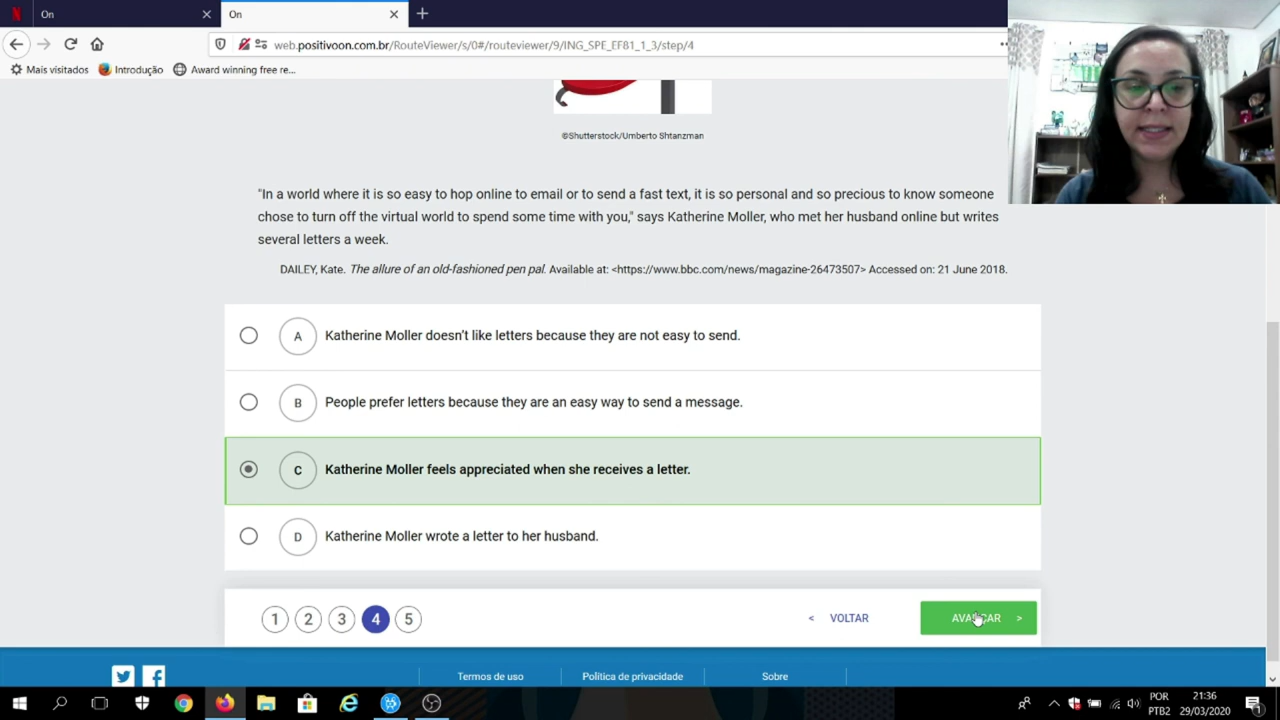 On
On
web.positivoon.com.br/RouteViewer/s/0#/routeviewer/9/ING_SPE_EF81_1_3/step/4
Mais visitados Introdução Award winning free re...
©Shutterstock/Umberto Shtanzman
"In a world where it is so easy to hop online to email or to send a fast text, it is so personal and so precious to know someone
chose to turn off the virtual world to spend some time with you," says Katherine Moller, who met her husband online but writes
several letters a week.
DAILEY, Kate. The allure of an old-fashioned pen pal. Available at: <https://www.bbc.com/news/magazine-26473507> Accessed on: 21 June 2018.
A Katherine Moller doesn't like letters because they are not easy to send.
B People prefer letters because they are an easy way to send a message.
C Katherine Moller feels appreciated when she receives a letter.
D Katherine Moller wrote a letter to her husband.
1 2 3 4 5 < VOLTAR AVANÇAR >
Termos de uso Política de privacidade Sobre
POR 21:36
PTB2 29/03/2020 1